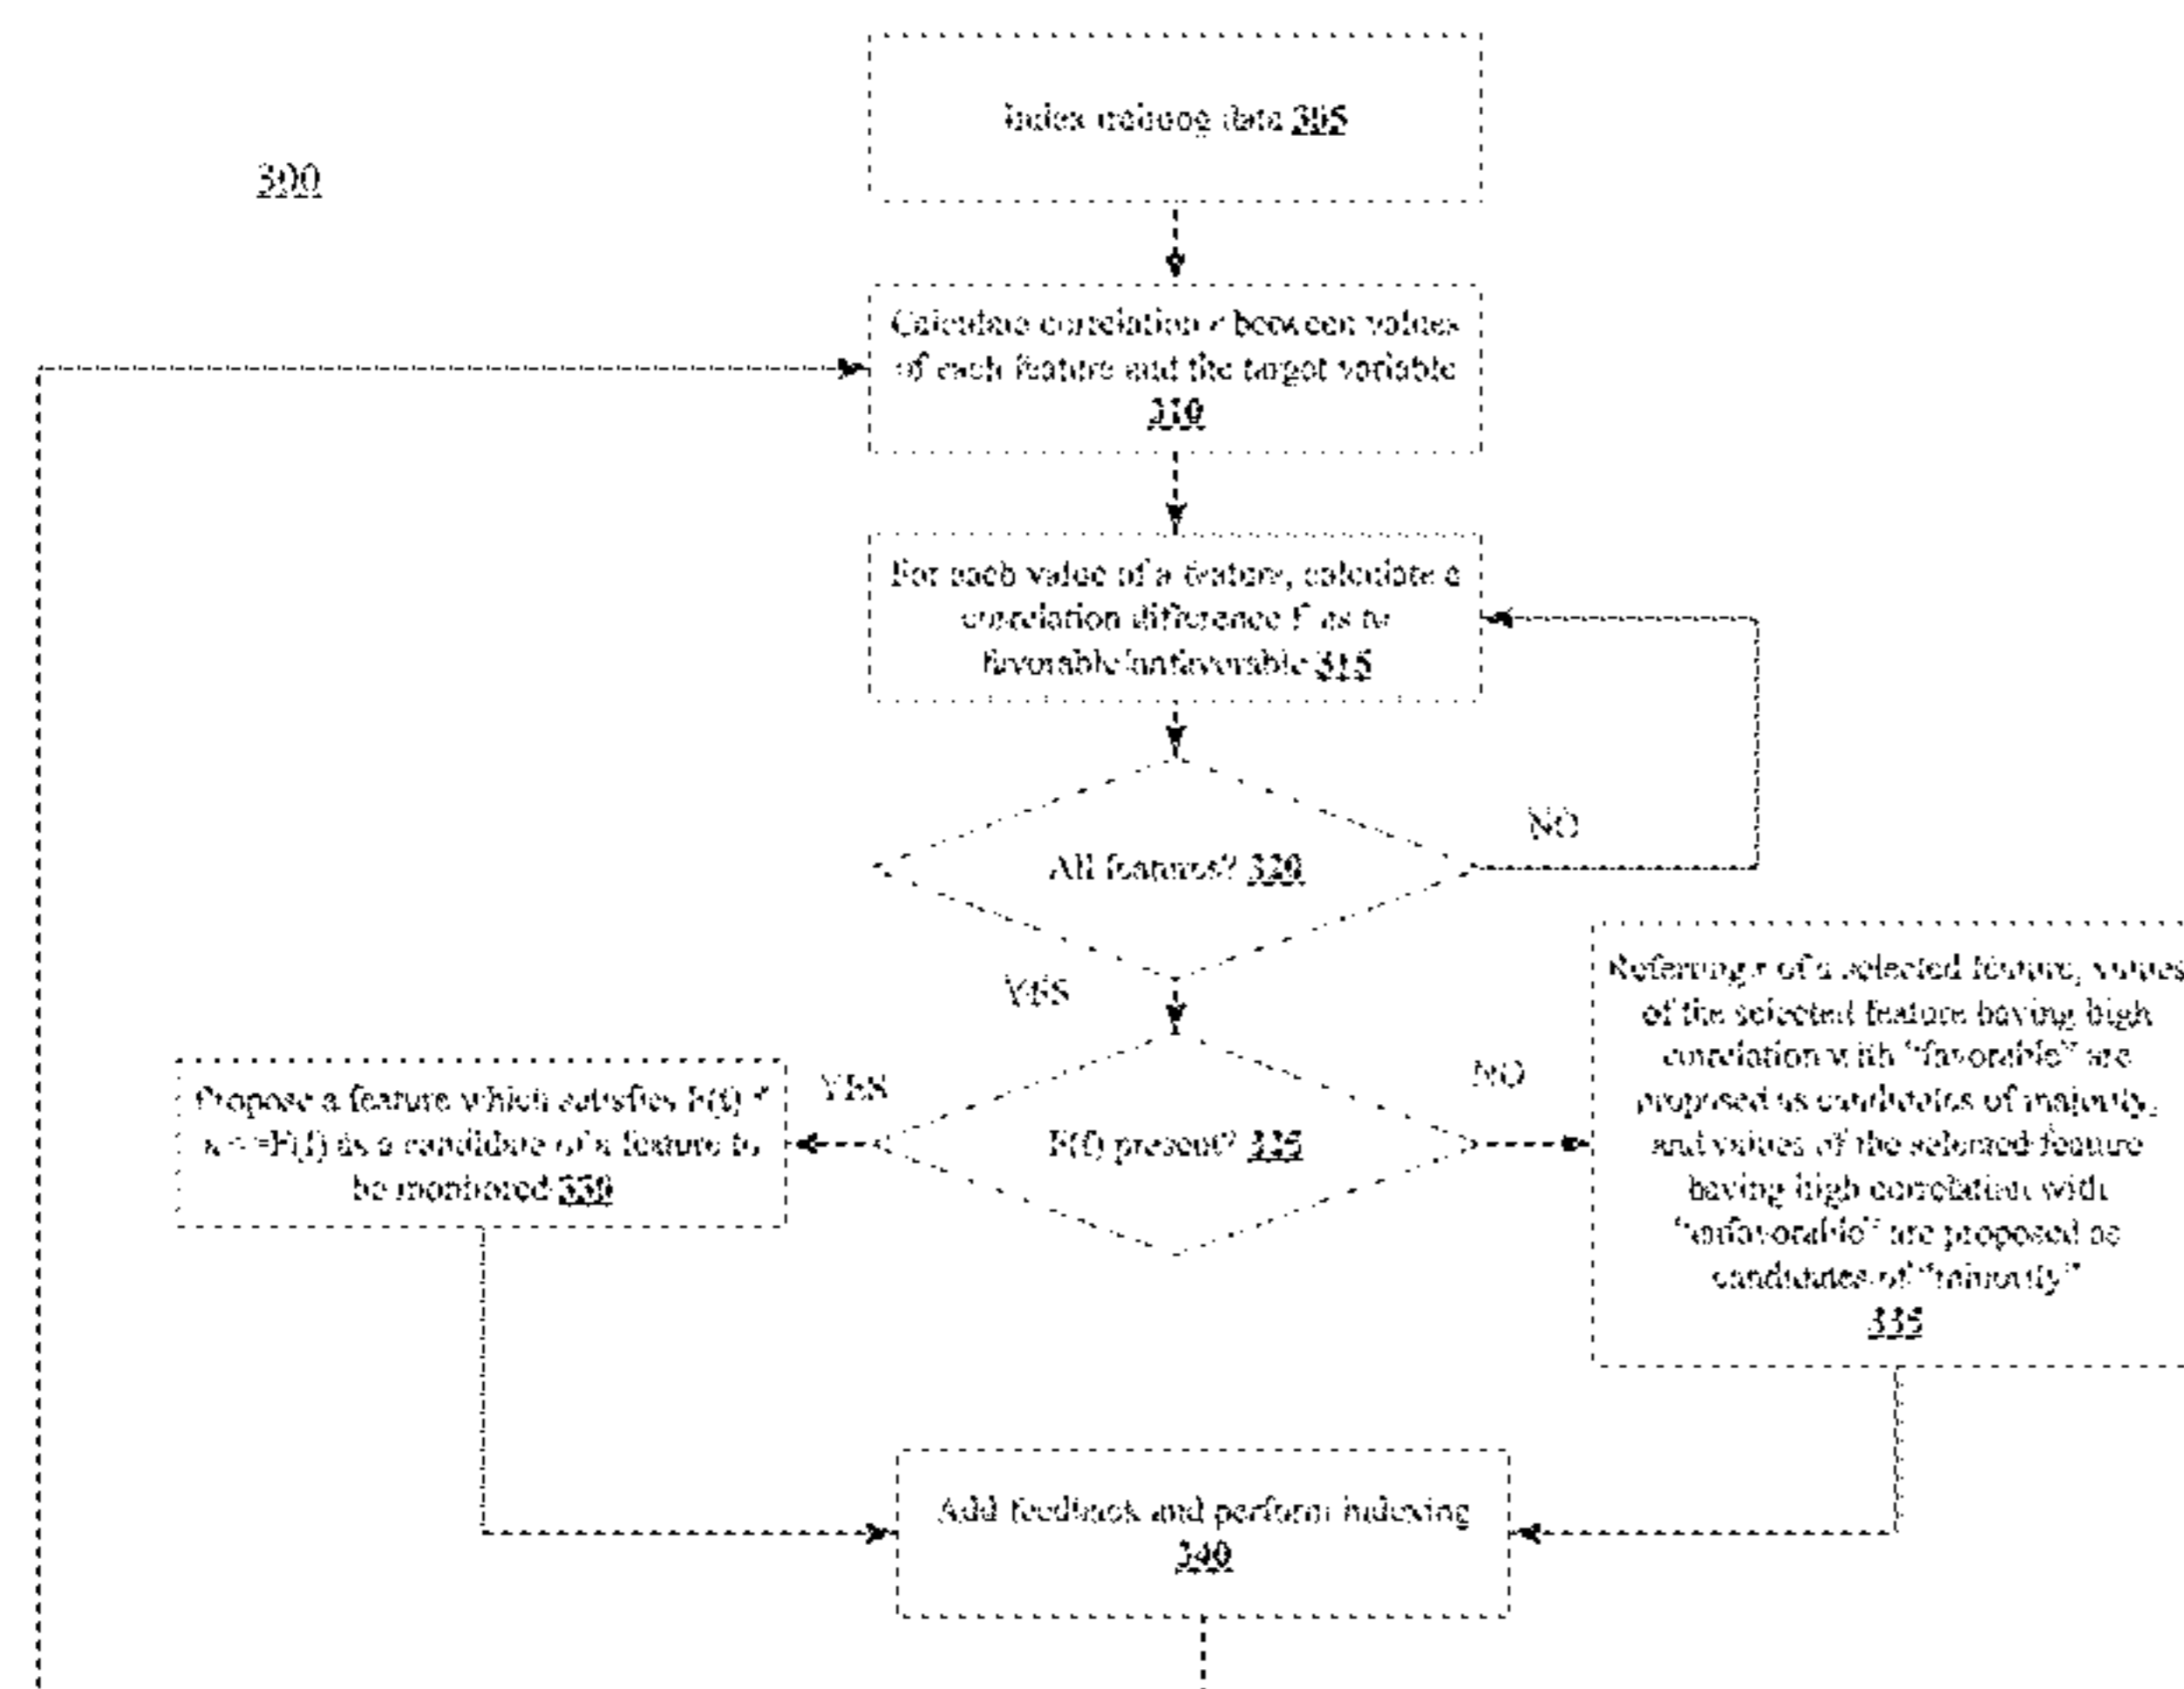 Index training data 305
300
Calculate correlation r between values
of each feature and the target variable
310
For each value of a feature, calculate a
correlation difference F as to
favorable/unfavorable 315
All features? 320
NO
YES
F(f) present? 325
YES
NO
Propose a feature which satisfies F(f) *
=F(f) as a candidate of a feature to
be monitored 330
Referring r of a selected feature, values
of the selected feature having high
correlation with "favorable" are
proposed as candidates of majority,
and values of the selected feature
having high correlation with
"unfavorable" are proposed as
candidates of "minority"
335
Add feedback and perform indexing
340